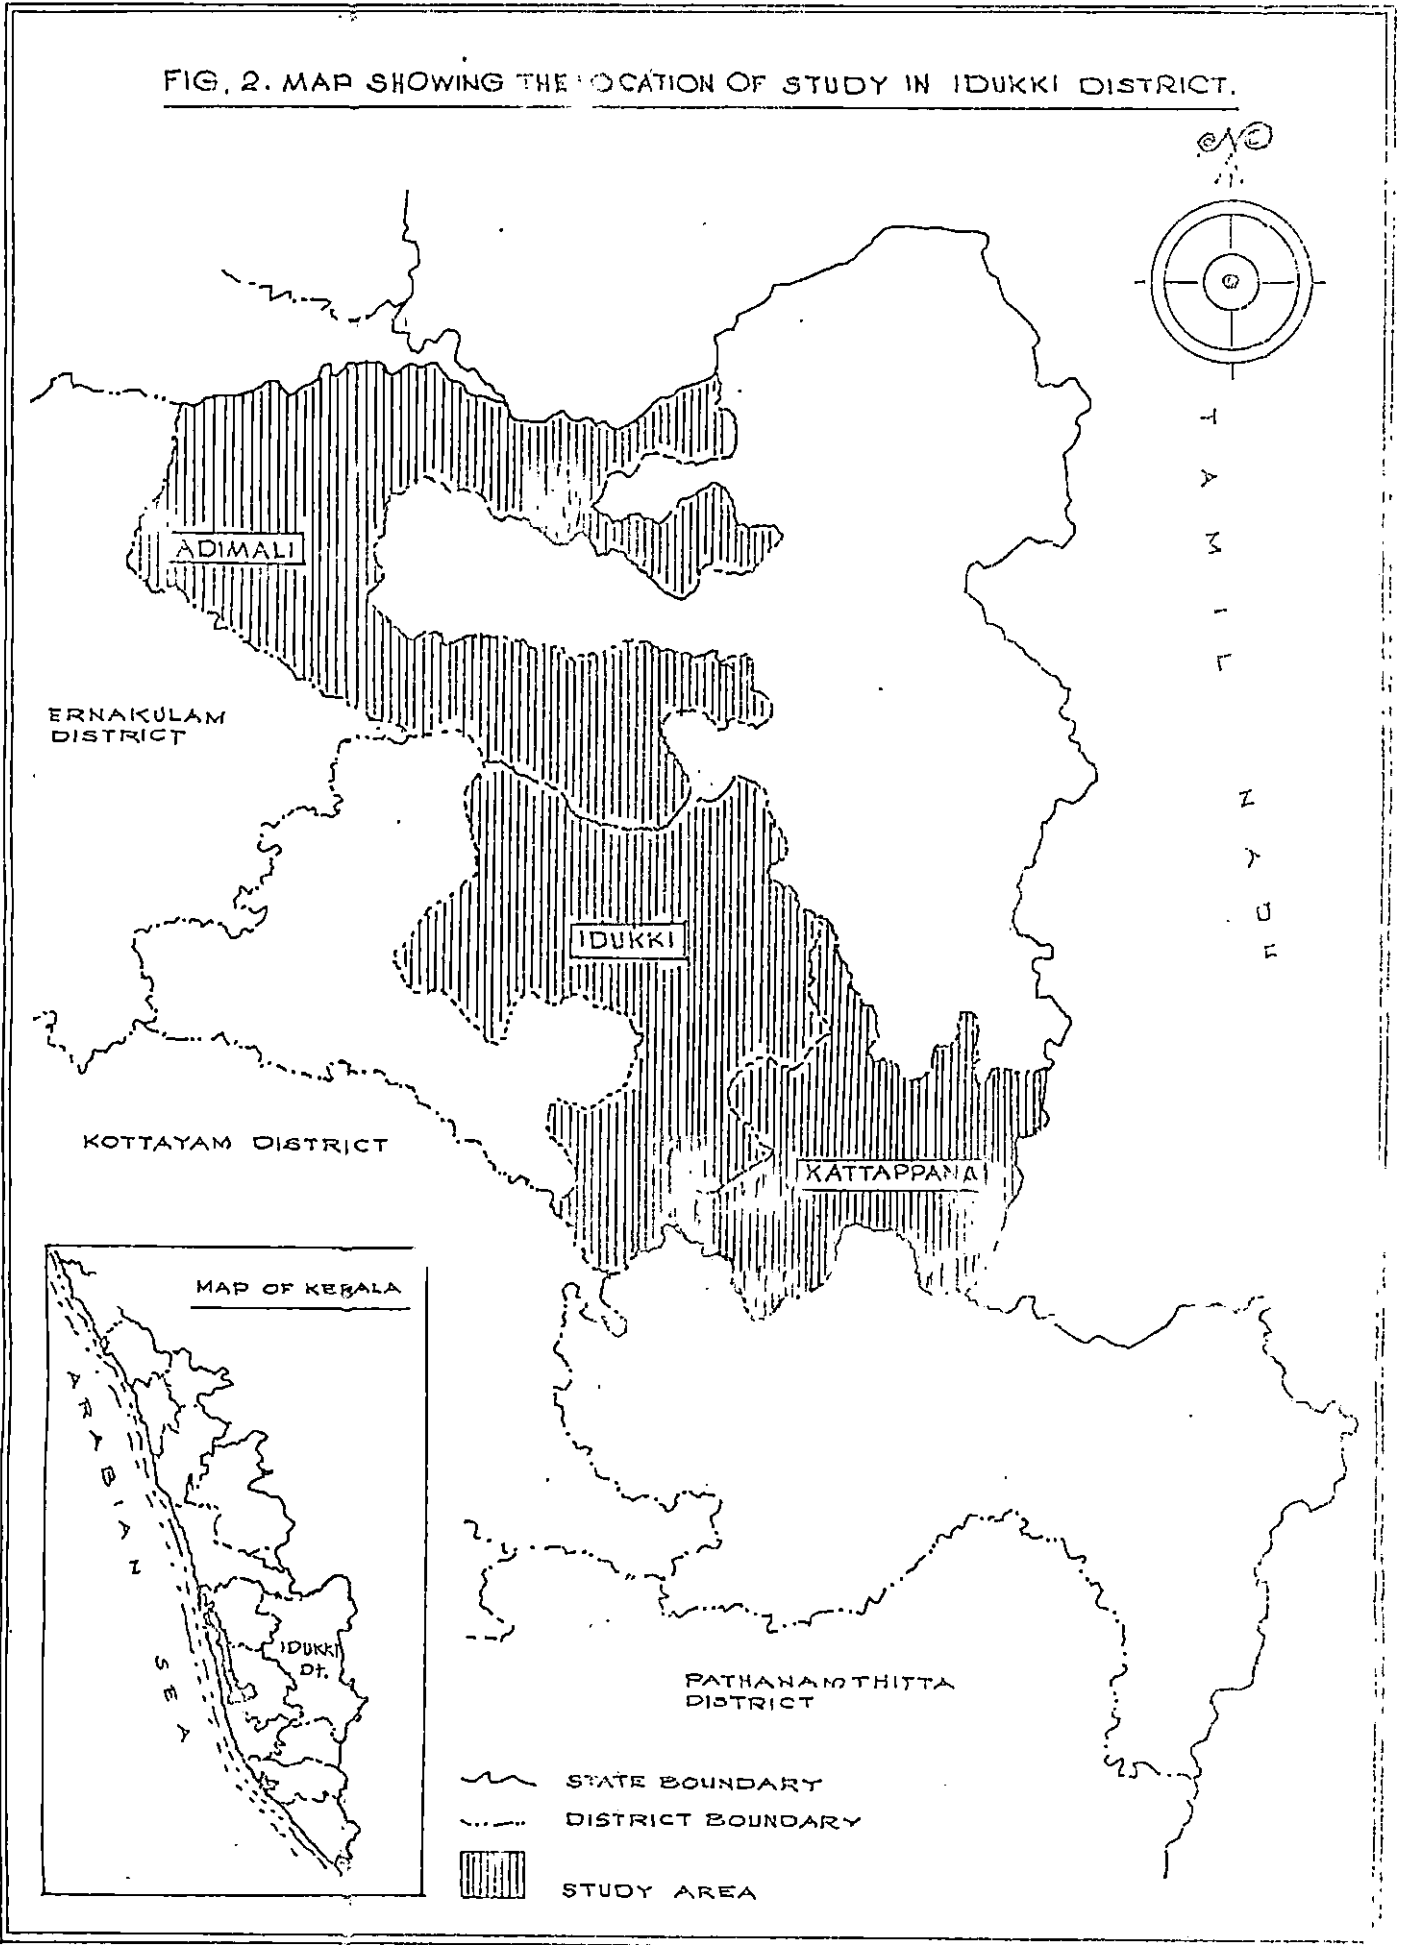 FIG. 2. MAP SHOWING THE LOCATION OF STUDY IN IDUKKI DISTRICT.
N
TAMIL NADU
ADIMALI
ERNAKULAM
DISTRICT
IDUKKI
KOTTAYAM DISTRICT
KATTAPPANA
MAP OF KERALA
ARABIAN SEA
IDUKKI
Dt.
PATHANAMTHITTA
DISTRICT
STATE BOUNDARY
DISTRICT BOUNDARY
STUDY AREA